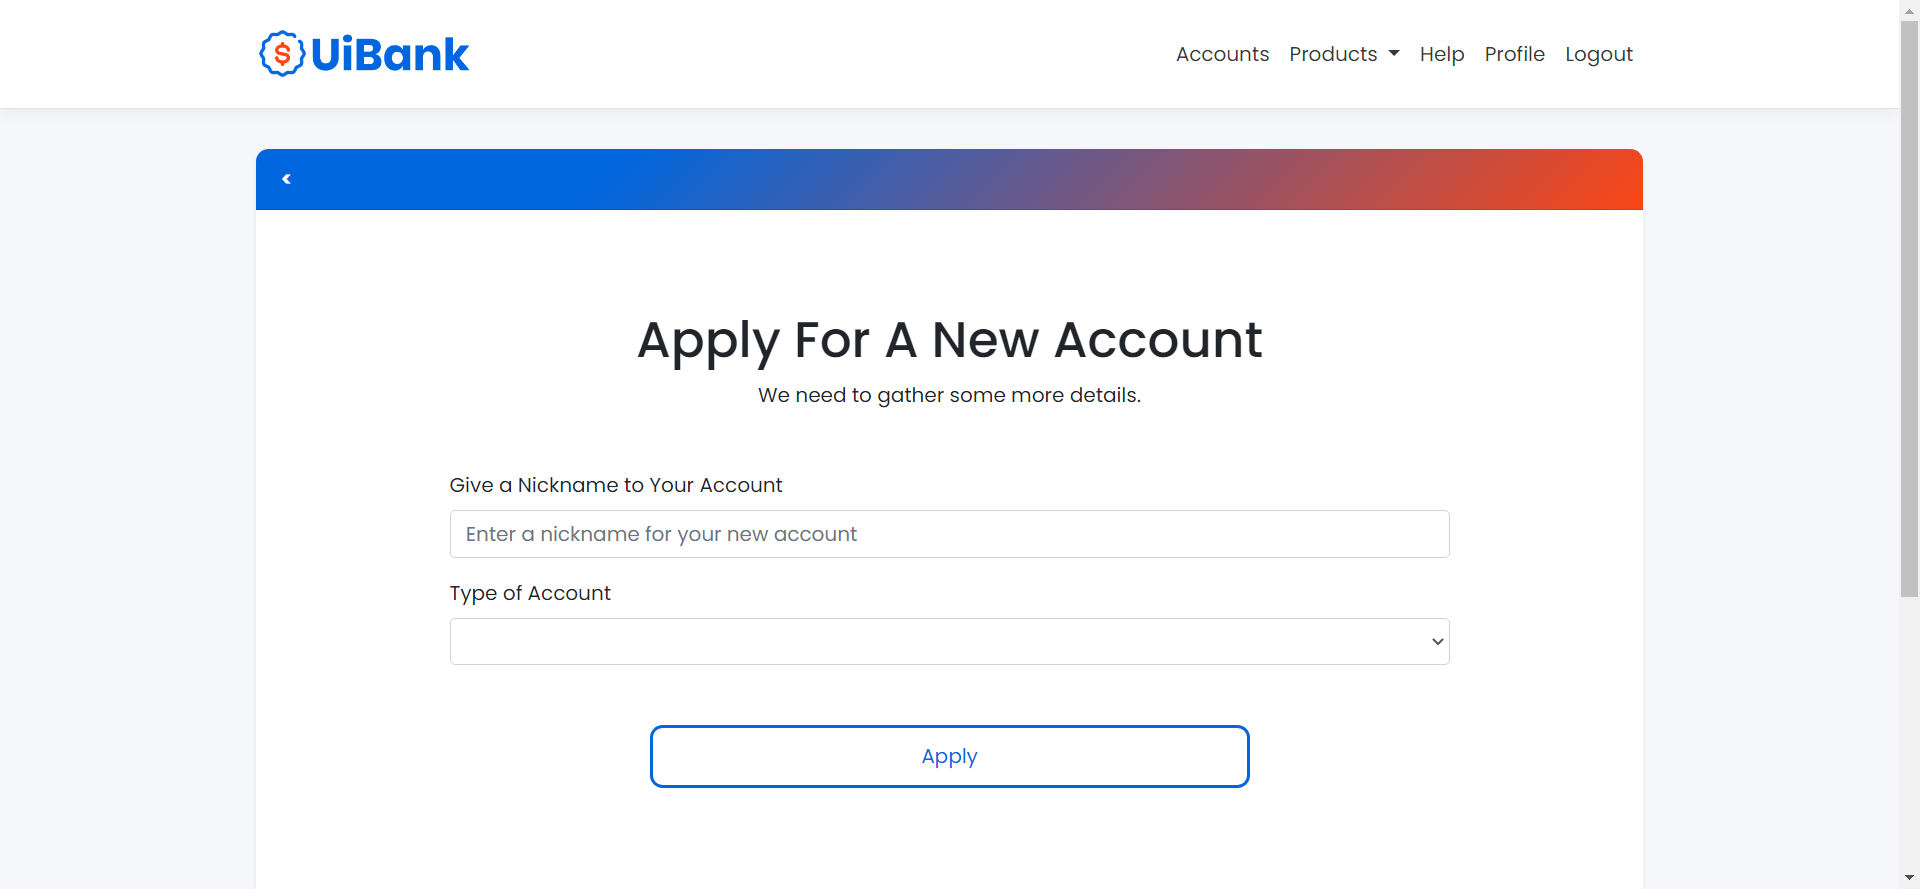 $ UiBank
Accounts Products Help Profile Logout
Apply For A New Account
We need to gather some more details.
Give a Nickname to Your Account
Enter a nickname for your new account
Type of Account
Apply